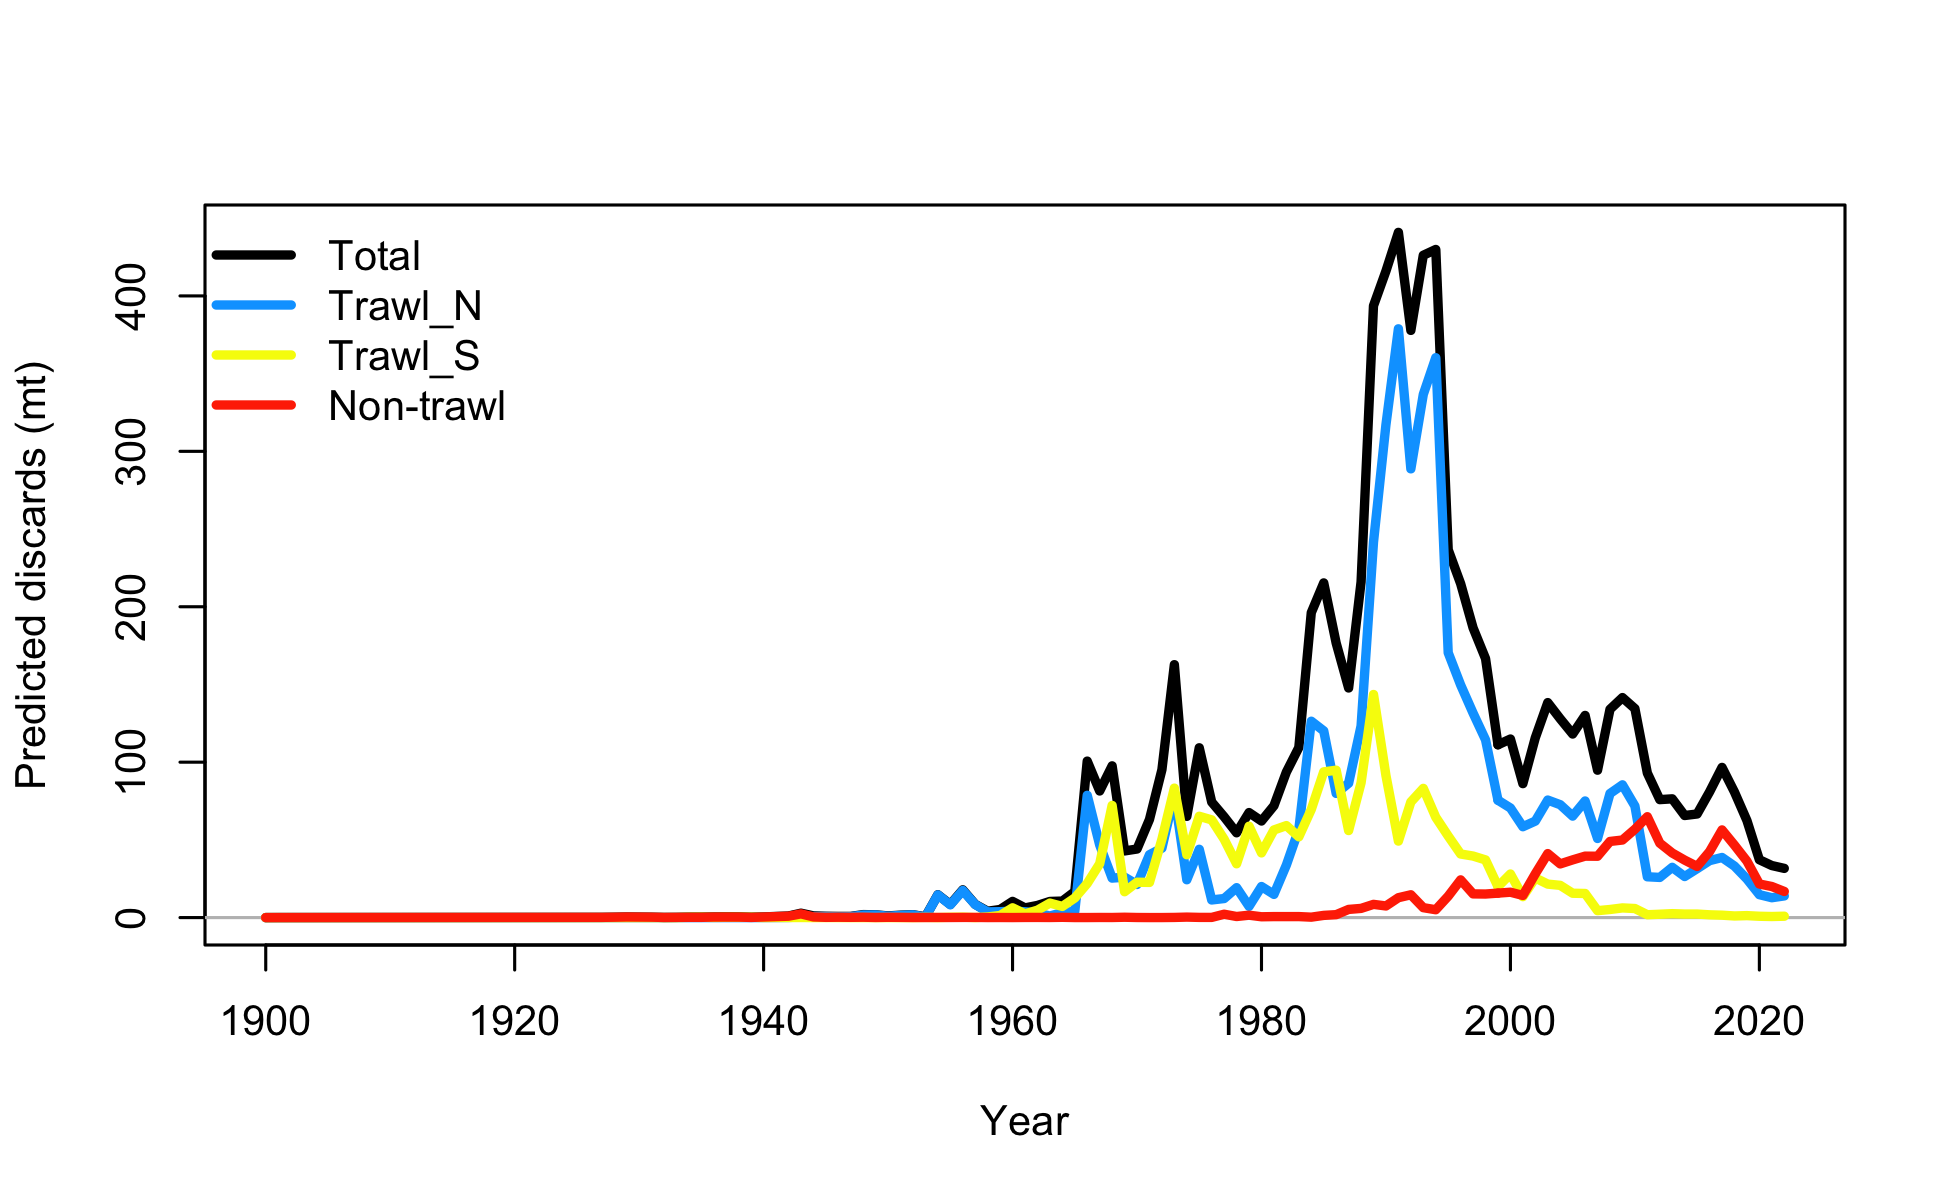 Total
Trawl_N
Trawl_S
Non-trawl
Predicted discards (mt)
400
300
200
100
0
1900 1920 1940 1960 1980 2000 2020
Year